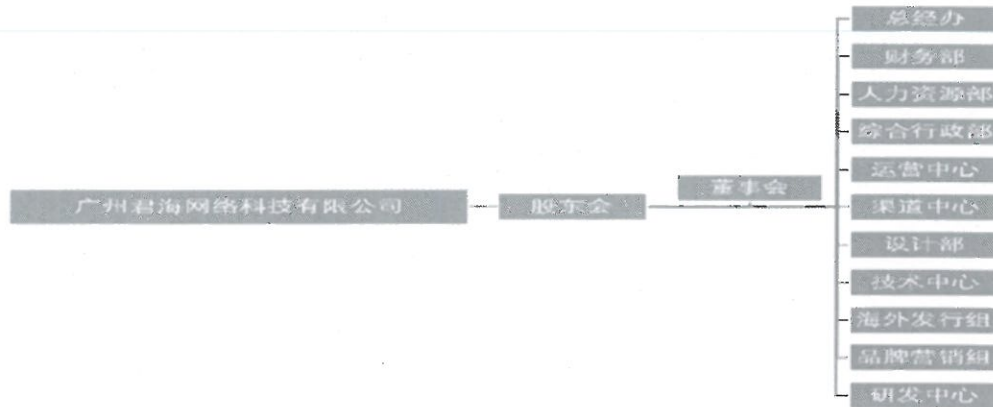 总经办
财务部
人力资源部
综合行政部
运营中心
董事会
广州君海网络科技有限公司
股东会
渠道中心
设计部
技术中心
海外发行组
品牌营销组
研发中心